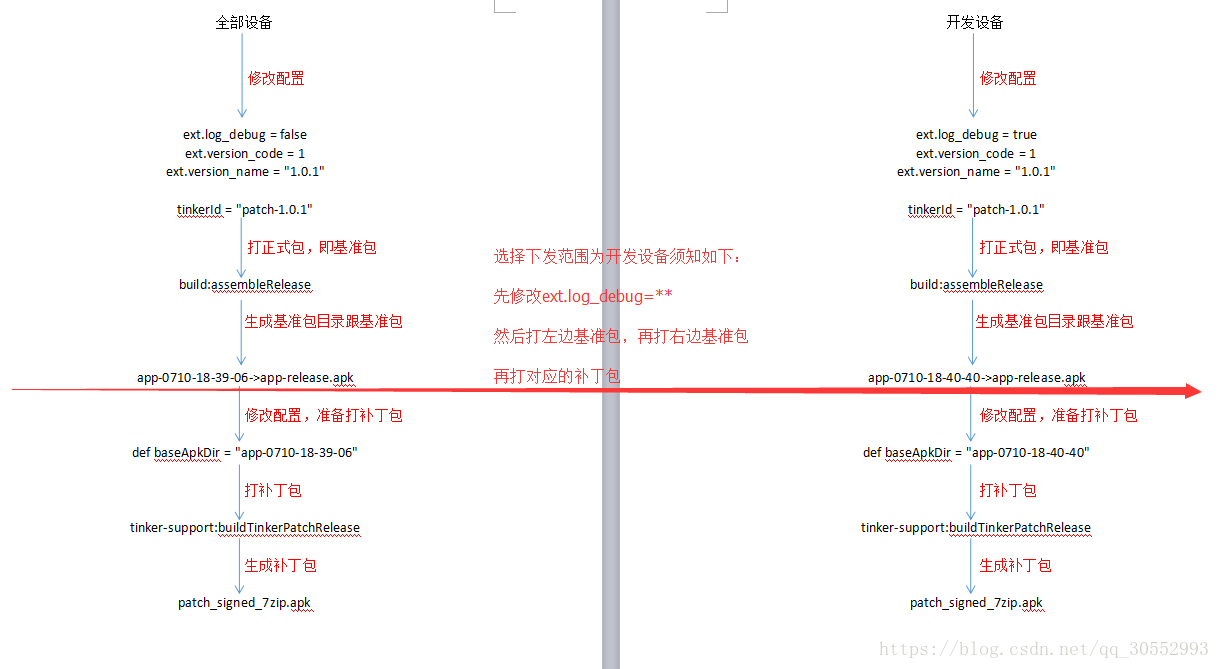 全部设备
修改配置
ext.log_debug = false
ext.version_code = 1
ext.version_name = "1.0.1"
tinkerId = "patch-1.0.1"
打正式包，即基准包
build:assembleRelease
生成基准包目录跟基准包
app-0710-18-39-06->app-release.apk
修改配置，准备打补丁包
def baseApkDir = "app-0710-18-39-06"
打补丁包
tinker-support:buildTinkerPatchRelease
生成补丁包
patch_signed_7zip.apk
选择下发范围为开发设备须知如下：
先修改ext.log_debug=**
然后打左边基准包，再打右边基准包
再打对应的补丁包
开发设备
修改配置
ext.log_debug = true
ext.version_code = 1
ext.version_name = "1.0.1"
tinkerId = "patch-1.0.1"
打正式包，即基准包
build:assembleRelease
生成基准包目录跟基准包
app-0710-18-40-40->app-release.apk
修改配置，准备打补丁包
def baseApkDir = "app-0710-18-40-40"
打补丁包
tinker-support:buildTinkerPatchRelease
生成补丁包
patch_signed_7zip.apk
https://blog.csdn.net/qq_30552993